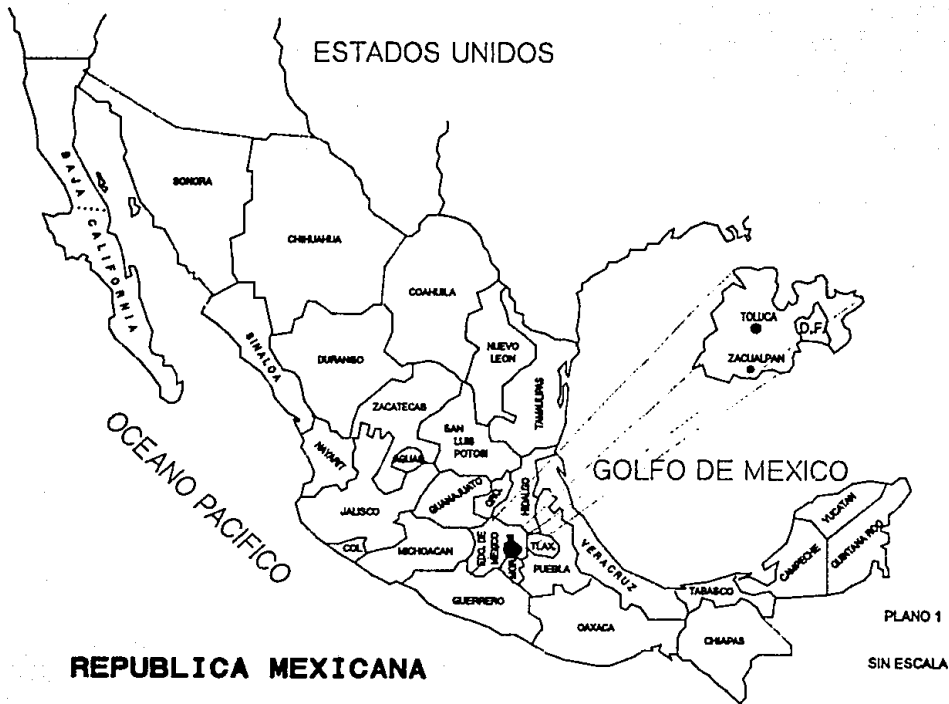 ESTADOS UNIDOS
BAJA CALIFORNIA
SONORA
CHIHUAHUA
COAHUILA
SINALOA
DURANGO
NUEVO
LEON
TAMAULIPAS
TOLUCA
D.F.
ZACUALPAN
ZACATECAS
SAN
LUIS
POTOSI
NAYARIT
AGUAS.
OCEANO PACIFICO
GOLFO DE MEXICO
GUANAJUATO
QRO.
HIDALGO
JALISCO
COL.
MICHOACAN
EDO. DE
MEXICO
MOR.
TLAX.
PUEBLA
VERACRUZ
YUCATAN
CAMPECHE
QUINTANA ROO
TABASCO
GUERRERO
OAXACA
CHIAPAS
PLANO 1
SIN ESCALA
REPUBLICA MEXICANA